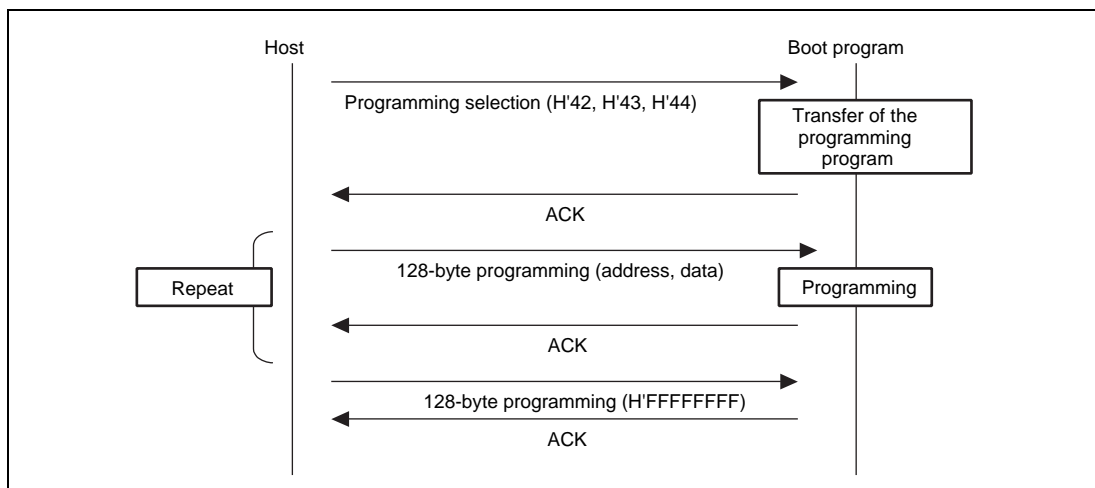 Host
Boot program
Programming selection (H'42, H'43, H'44)
Transfer of the
programming
program
ACK
128-byte programming (address, data)
Repeat
Programming
ACK
128-byte programming (H'FFFFFFFF)
ACK